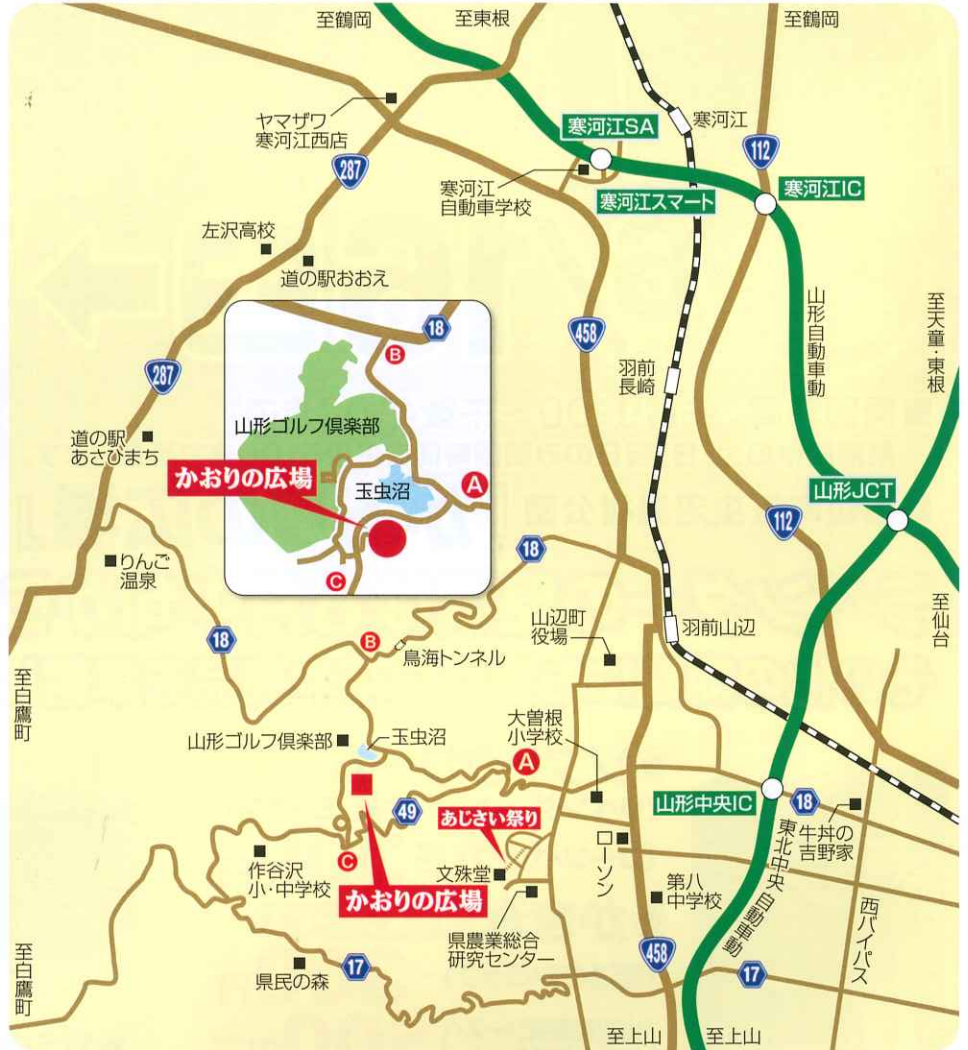 至鶴岡
至東根
至鶴岡
ヤマザワ
寒河江西店
寒河江SA
寒河江
112
287
寒河江
自動車学校
寒河江スマート
寒河江IC
左沢高校
道の駅おおえ
山形自動車動
至天童・東根
18
B
458
287
羽前
長崎
山形ゴルフ倶楽部
道の駅
あさひまち
かおりの広場
玉虫沼
A
山形JCT
112
C
18
りんご
温泉
至仙台
18
B
鳥海トンネル
山辺町
役場
羽前山辺
至白鷹町
山形ゴルフ倶楽部
玉虫沼
大曽根
小学校
A
山形中央IC
18
49
あじさい祭り
牛丼の
吉野家
C
作谷沢
小・中学校
かおりの広場
文殊堂
ローソン
第八
中学校
東北中央自動車動
西バイパス
県農業総合
研究センター
458
至白鷹町
県民の森
17
17
至上山
至上山